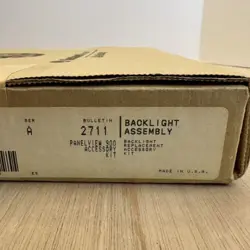 SER
BULLETIN
A
2711
BACKLIGHT
ASSEMBLY
PANELVIEW 900
ACCESSORY
KIT
BACKLIGHT
REPLACEMENT
ACCESSORY
KIT
MADE IN U.S.A.